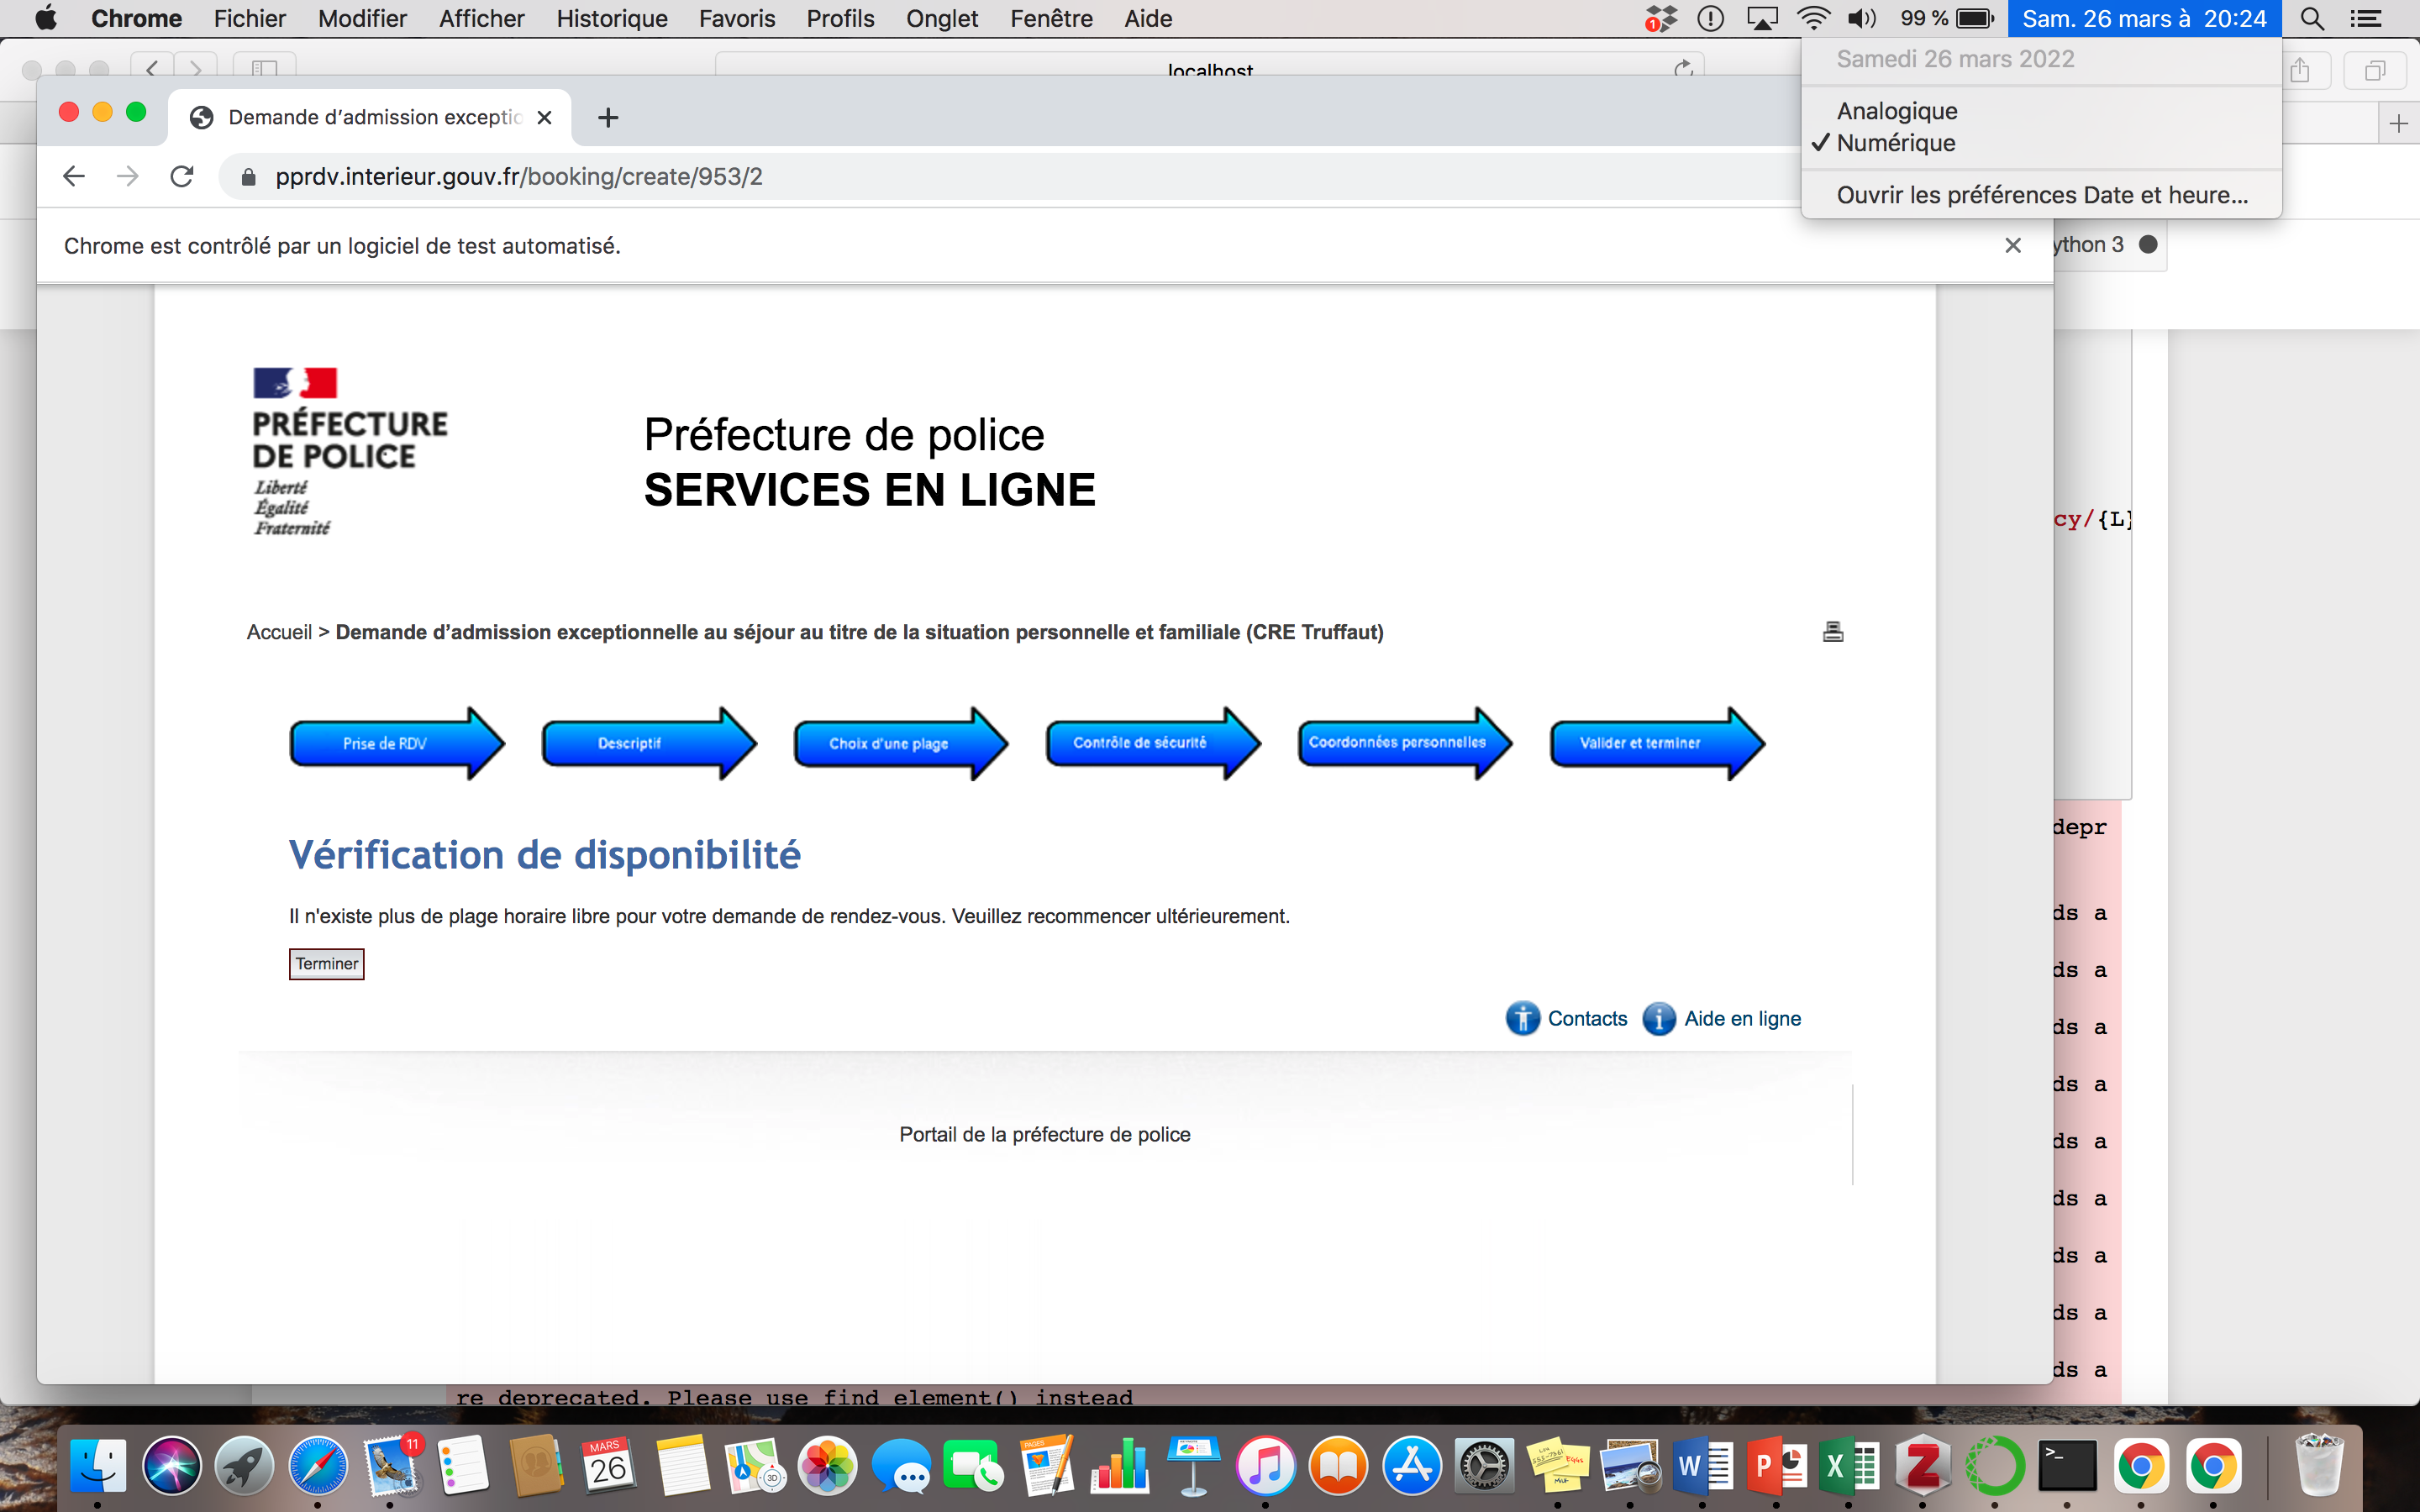 Chrome Fichier Modifier Afficher Historique Favoris Profils Onglet Fenêtre Aide 1 99 % Sam. 26 mars à 20:24
Samedi 26 mars 2022
Analogique
✓ Numérique
Ouvrir les préférences Date et heure...
localhost
Demande d’admission exceptio
pprdv.interieur.gouv.fr/booking/create/953/2
Chrome est contrôlé par un logiciel de test automatisé.
ython 3
PRÉFECTURE
DE POLICE
Liberté
Égalité
Fraternité
Préfecture de police
SERVICES EN LIGNE
cy/{L}
Accueil > Demande d’admission exceptionnelle au séjour au titre de la situation personnelle et familiale (CRE Truffaut)
Prise de RDV
Descriptif
Choix d'une plage
Contrôle de sécurité
Coordonnées personnelles
Valider et terminer
depr
Vérification de disponibilité
Il n'existe plus de plage horaire libre pour votre demande de rendez-vous. Veuillez recommencer ultérieurement.
ds a
Terminer
ds a
Contacts
Aide en ligne
ds a
ds a
Portail de la préfecture de police
ds a
ds a
ds a
ds a
ds a
re deprecated. Please use find_element() instead
11
MARS
26
3D
PAGES
W
P
X
Z
>_